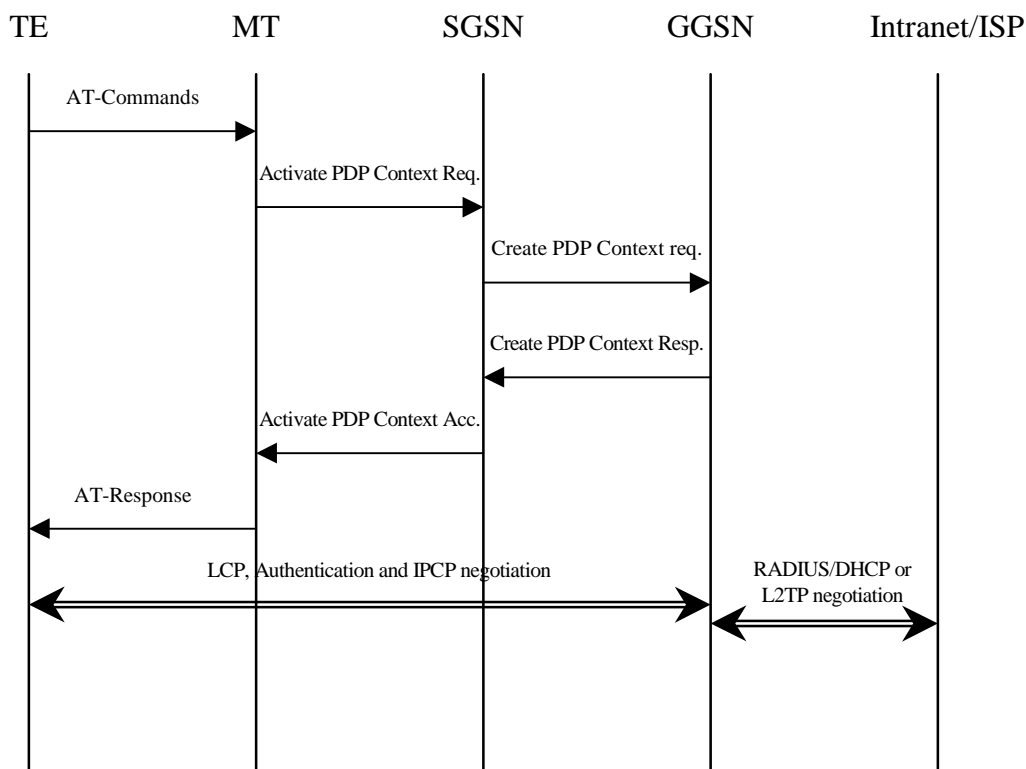 TE MT SGSN GGSN Intranet/ISP
AT-Commands
Activate PDP Context Req.
Create PDP Context req.
Create PDP Context Resp.
Activate PDP Context Acc.
AT-Response
LCP, Authentication and IPCP negotiation
RADIUS/DHCP or
L2TP negotiation